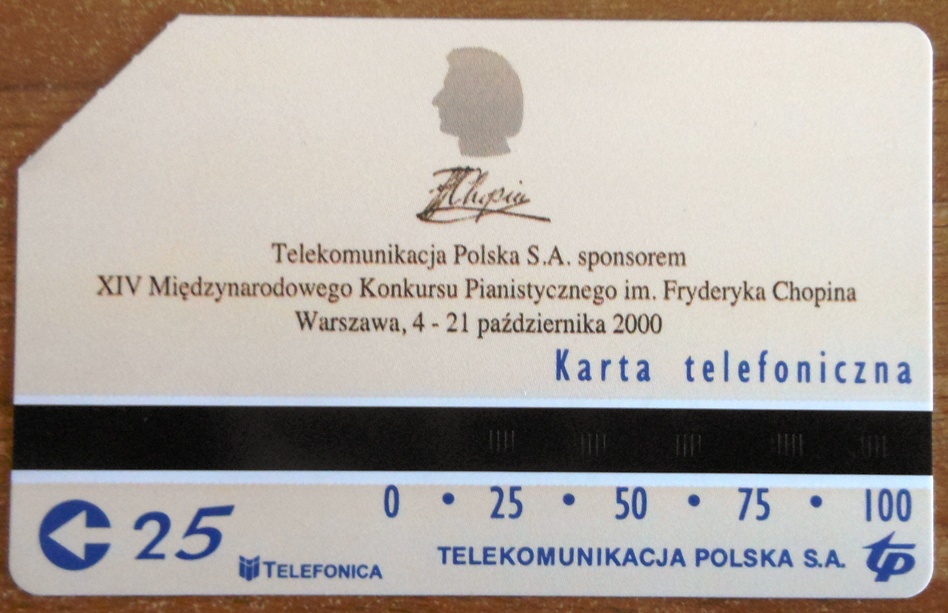 F Chopin
Telekomunikacja Polska S.A. sponsorem
XIV Międzynarodowego Konkursu Pianistycznego im. Fryderyka Chopina
Warszawa, 4 - 21 października 2000
Karta telefoniczna
0 • 25 • 50 • 75 • 100
25
TELEFONICA
TELEKOMUNIKACJA POLSKA S.A. tp